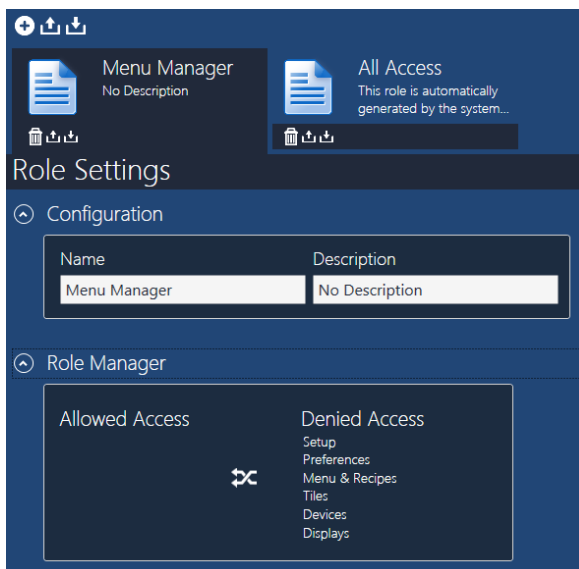 Menu Manager
No Description
All Access
This role is automatically
generated by the system...
Role Settings
Configuration
Name
Description
Menu Manager
No Description
Role Manager
Allowed Access
Denied Access
Setup
Preferences
Menu & Recipes
Tiles
Devices
Displays